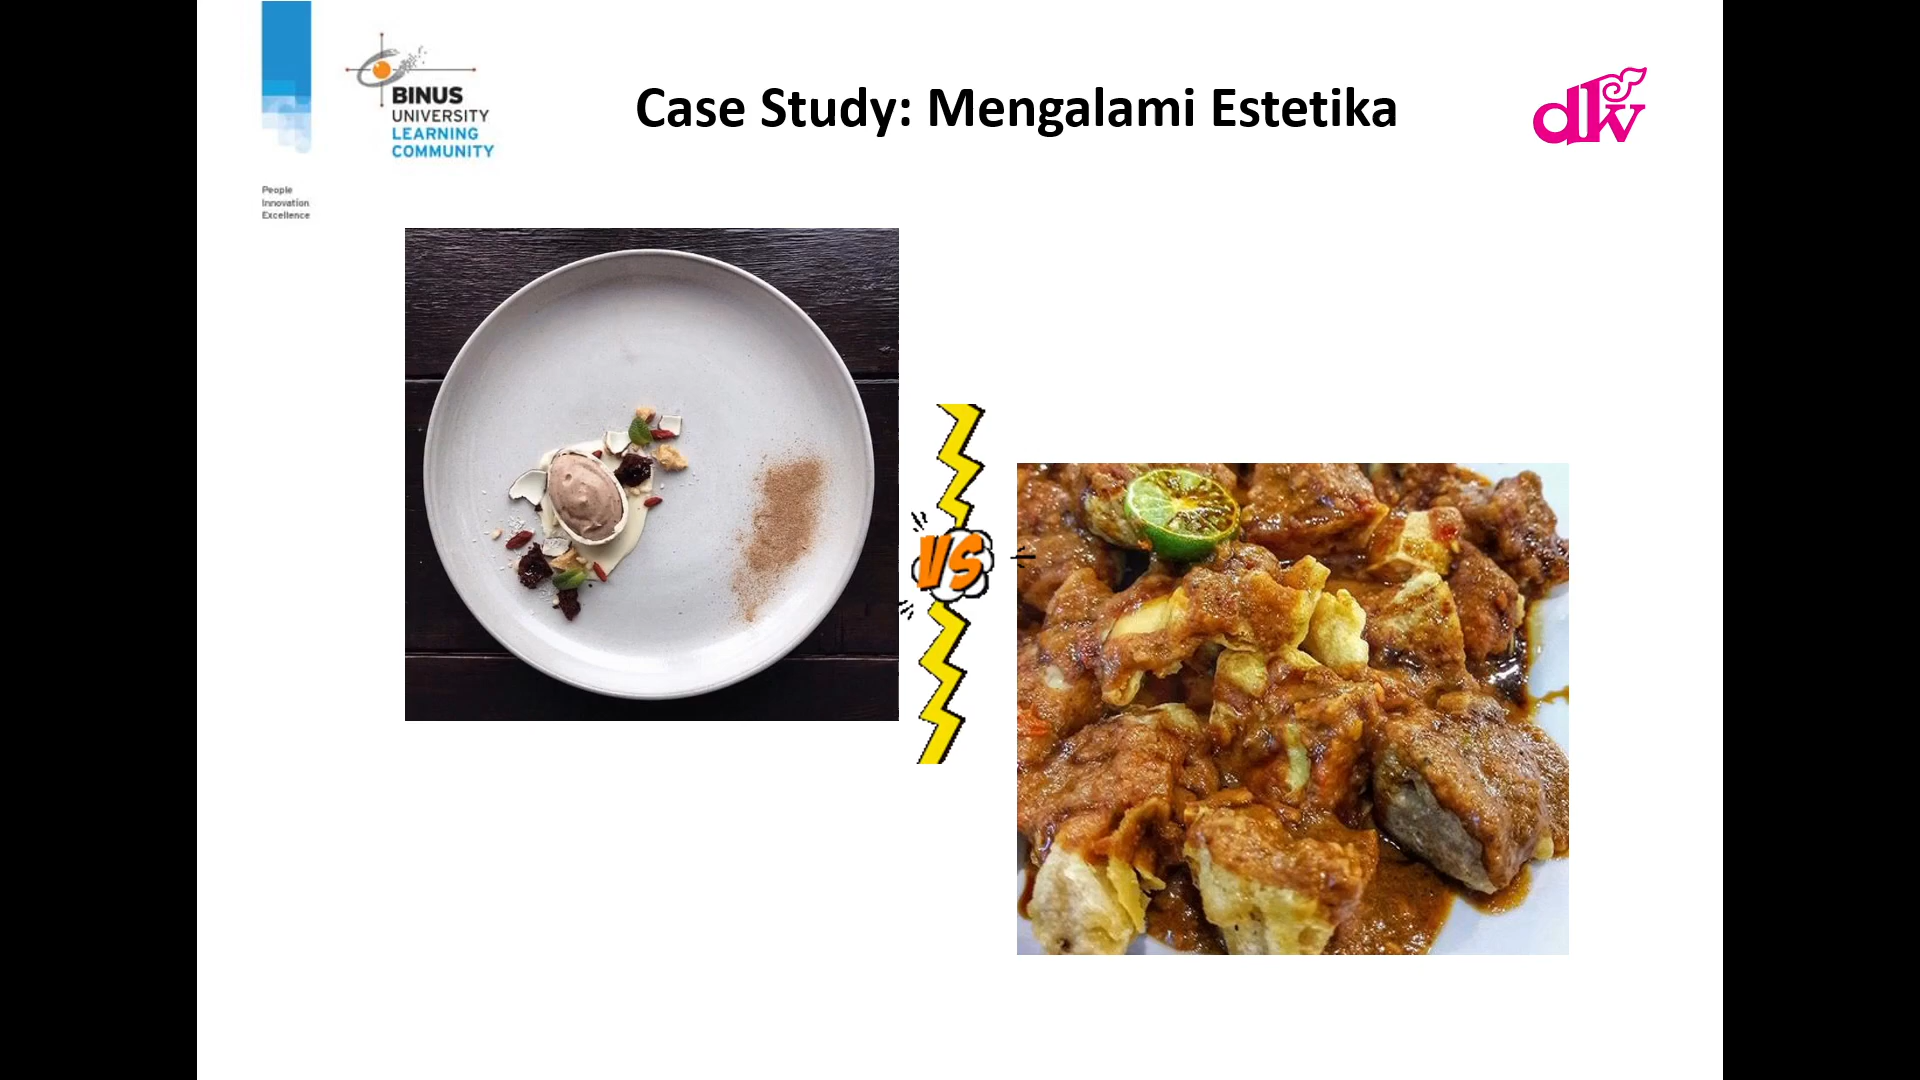 BINUS
UNIVERSITY
LEARNING
COMMUNITY
Case Study: Mengalami Estetika
dkv
People
Innovation
Excellence
VS